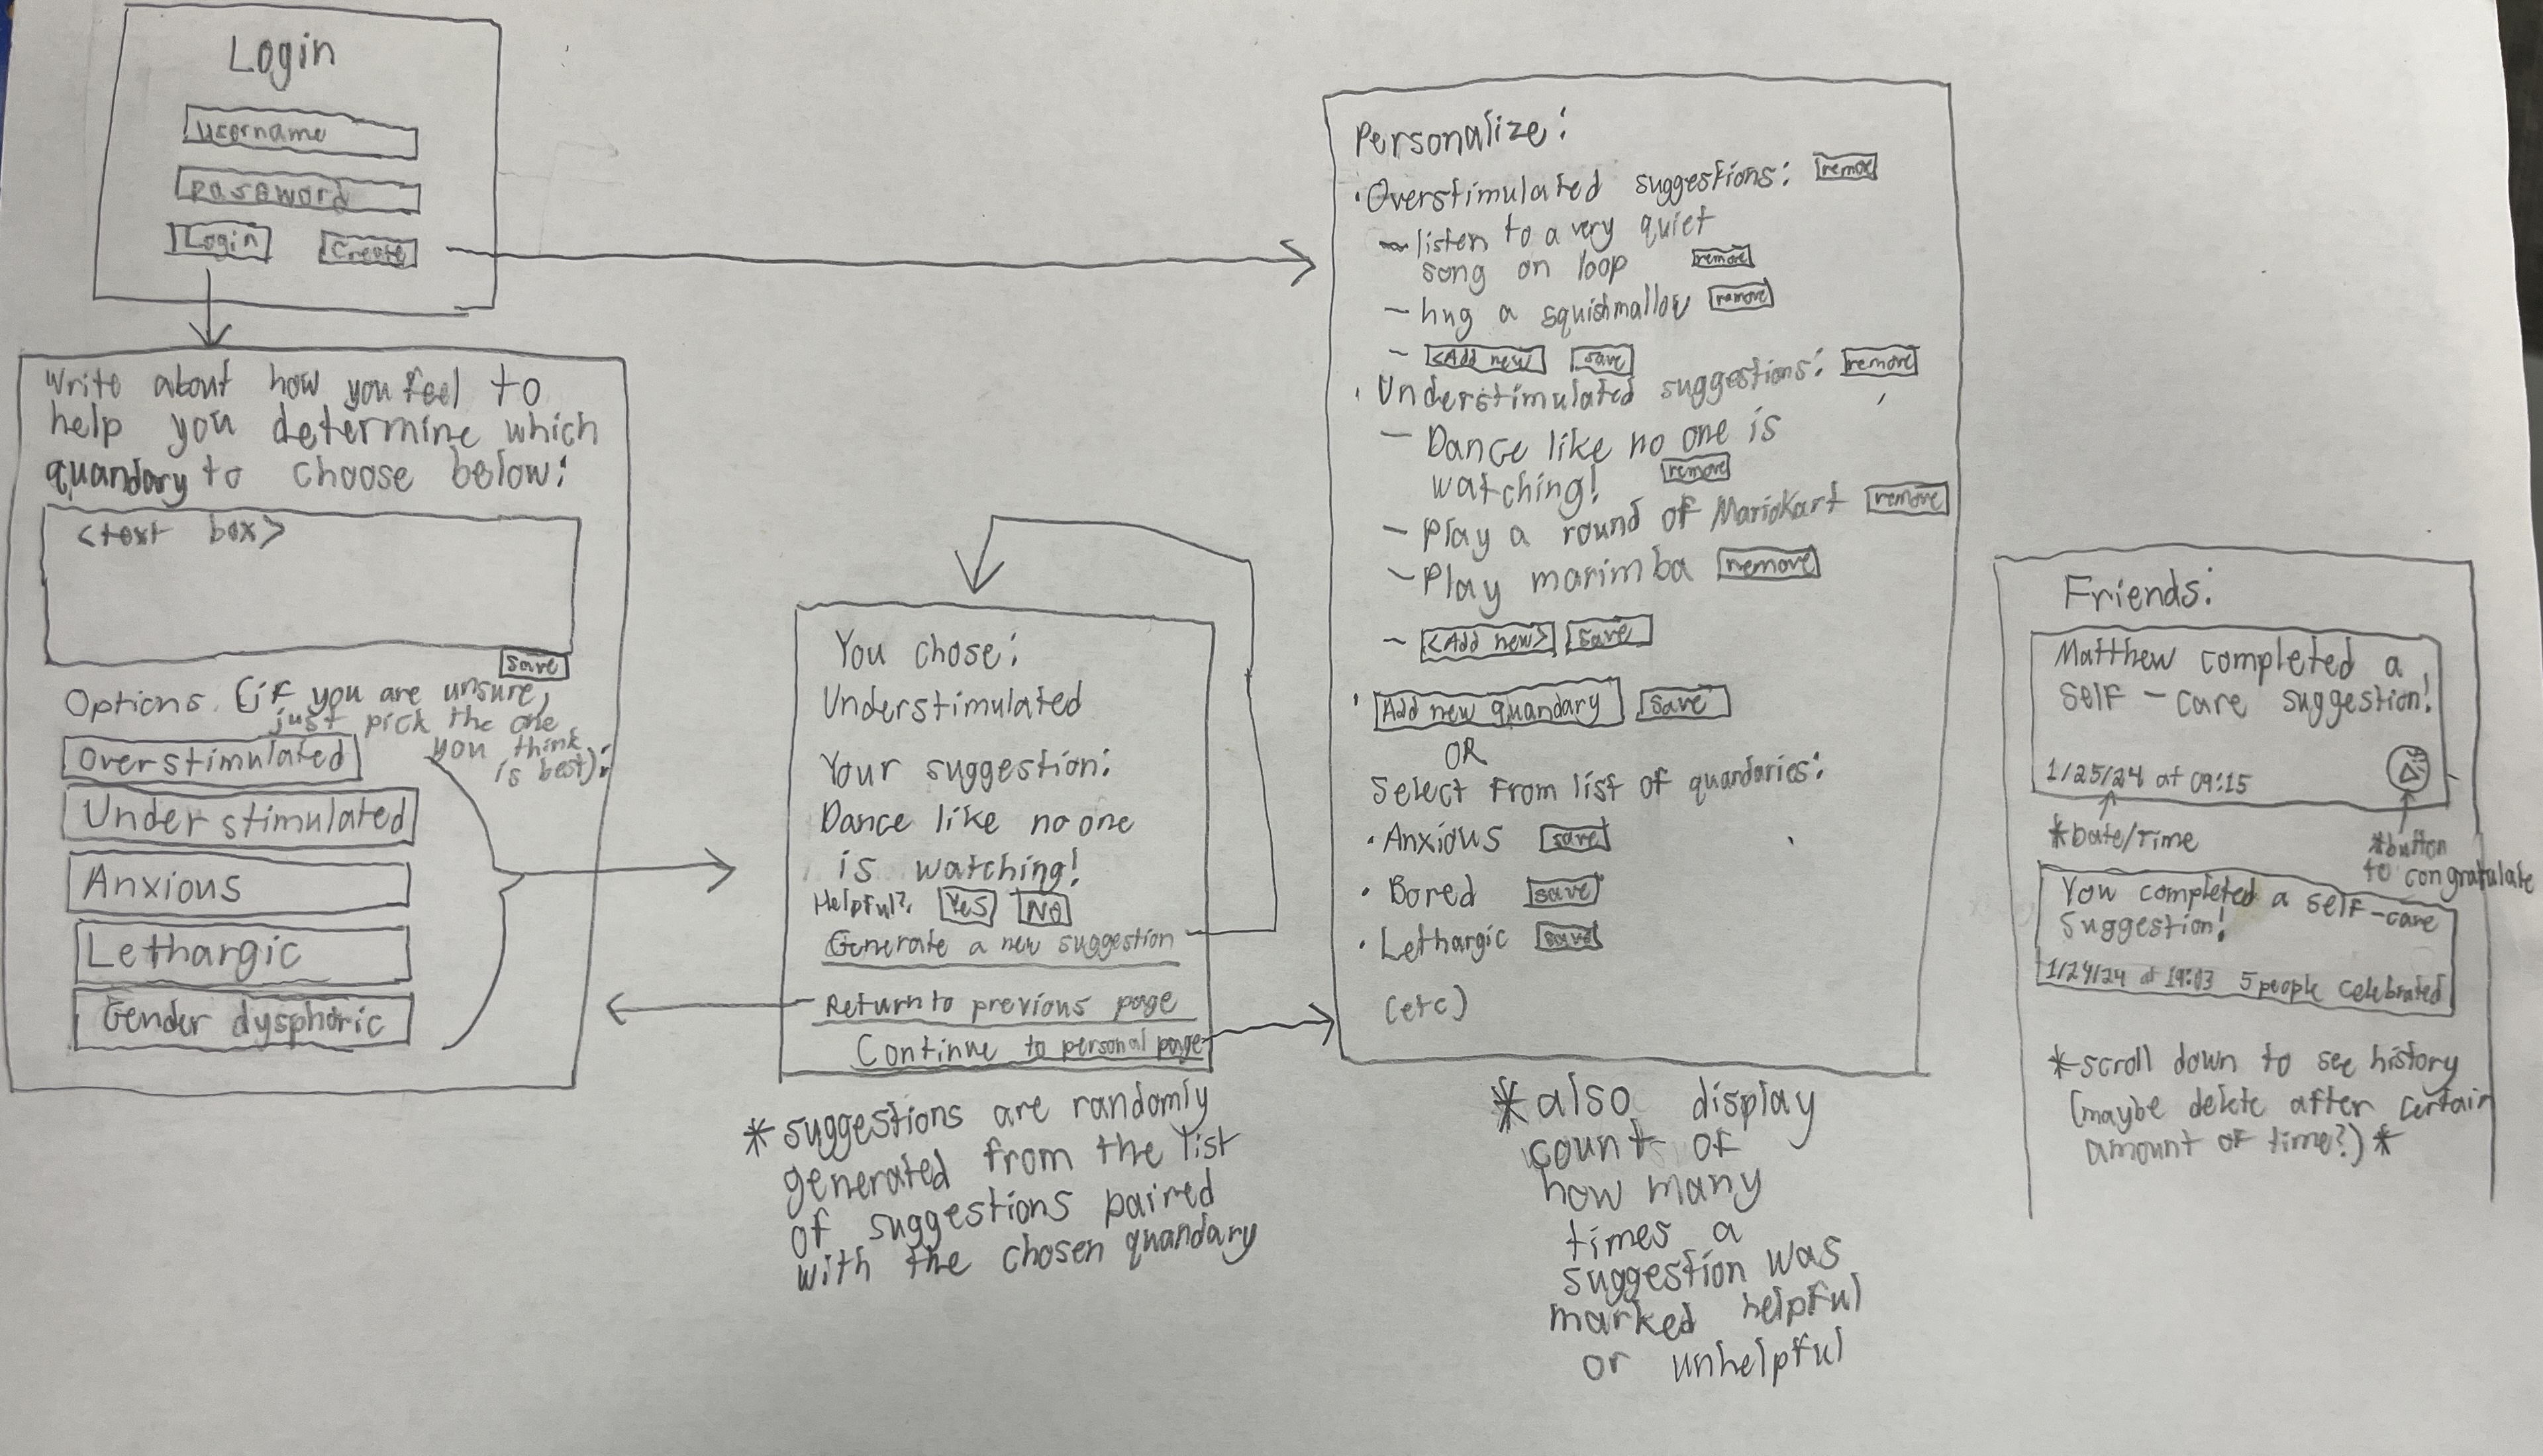 Login
username
password
Login Create
Write about how you feel to
help you determine which
quandary to choose below:
<text box>
save
Options (if you are unsure,
just pick the one
you think
is best):
Overstimulated
Understimulated
Anxious
Lethargic
Gender dysphoric
You chose:
Understimulated
Your suggestion:
Dance like no one
is watching!
Helpful? Yes No
Generate a new suggestion
Return to previous page
Continue to personal page
*suggestions are randomly
generated from the list
of suggestions paired
with the chosen quandary
Personalize:
• Overstimulated suggestions: remove
- listen to a very quiet
song on loop remove
- hug a squishmallow remove
- <Add new> save
• Understimulated suggestions: remove
- Dance like no one is
watching! remove
- Play a round of MarioKart remove
- Play marimba remove
- <Add new> save
• Add new quandary save
OR
Select from list of quandaries:
• Anxious save
• Bored save
• Lethargic save
(etc)
*also display
count of
how many
times a
suggestion was
marked helpful
or unhelpful
Friends:
Matthew completed a
self-care suggestion!
1/25/24 at 09:15
*Date/Time
*button
to congratulate
You completed a self-care
suggestion!
1/24/24 at 19:03 5 people celebrated
*scroll down to see history
(maybe delete after certain
amount of time?)*